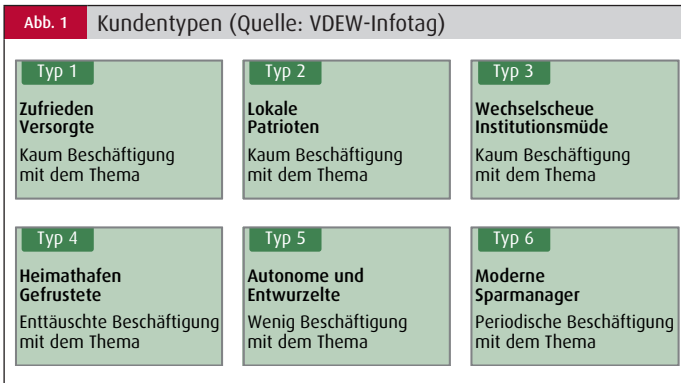 Abb. 1 Kundentypen (Quelle: VDEW-Infotag)
Typ 1
Zufrieden
Versorgte
Kaum Beschäftigung
mit dem Thema
Typ 2
Lokale
Patrioten
Kaum Beschäftigung
mit dem Thema
Typ 3
Wechselscheue
Institutionsmüde
Kaum Beschäftigung
mit dem Thema
Typ 4
Heimathafen
Gefrustete
Enttäuschte Beschäftigung
mit dem Thema
Typ 5
Autonome und
Entwurzelte
Wenig Beschäftigung
mit dem Thema
Typ 6
Moderne
Sparmanager
Periodische Beschäftigung
mit dem Thema